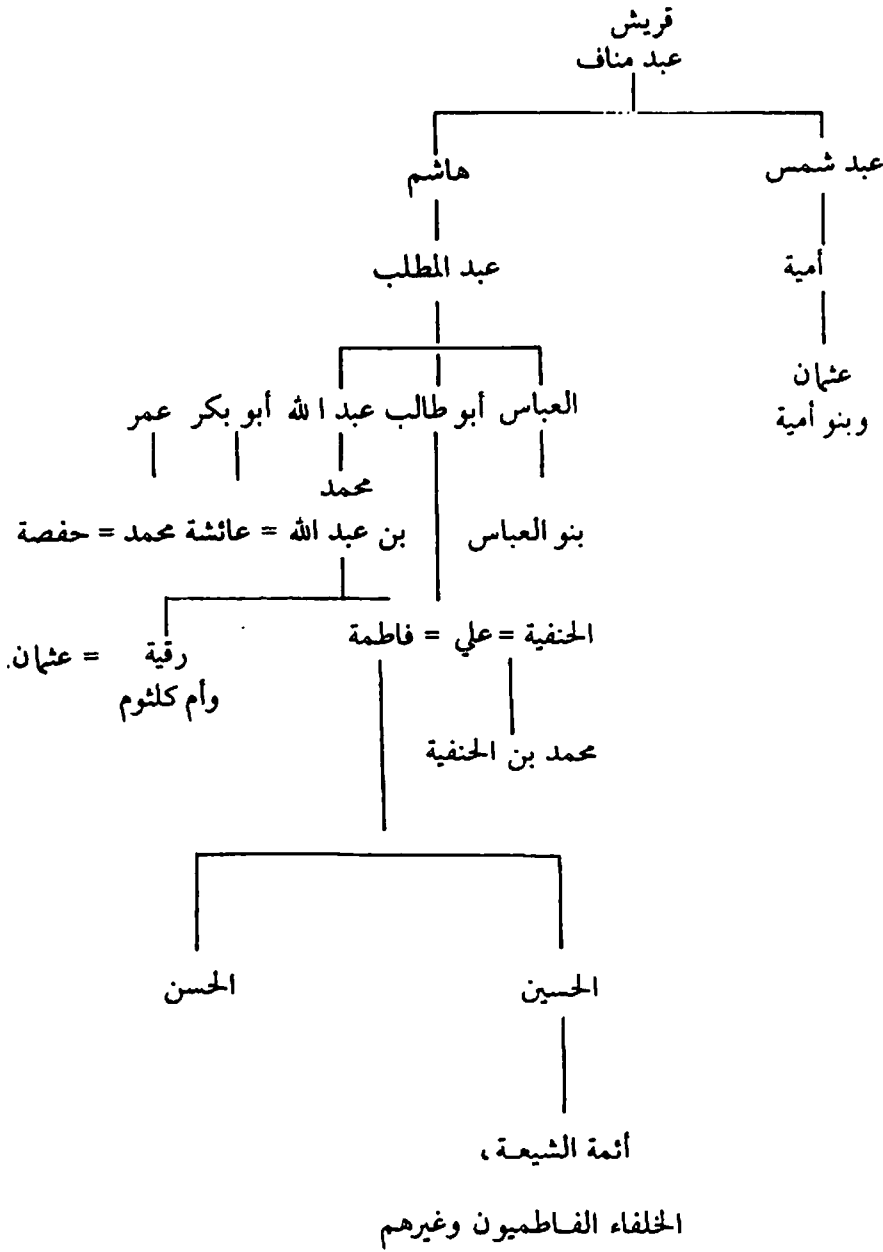 قريش
عبد مناف
عبد شمس
هاشم
أمية
عبد المطلب
عثمان
وبنو أمية
العباس أبو طالب عبد الله أبو بكر عمر
محمد
بنو العباس
بن عبد الله = عائشة محمد = حفصة
الحنفية = علي = فاطمة
رقية = عثمان
وأم كلثوم
محمد بن الحنفية
الحسين
الحسن
أئمة الشيعة،
الخلفاء الفاطميون وغيرهم